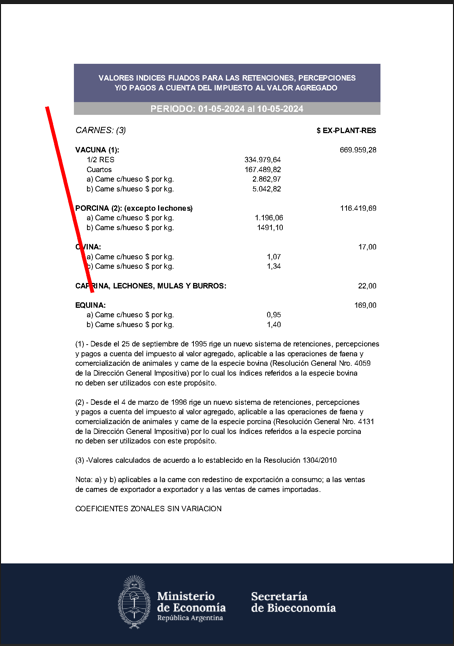 VALORES INDICES FIJADOS PARA LAS RETENCIONES, PERCEPCIONES
Y/O PAGOS A CUENTA DEL IMPUESTO AL VALOR AGREGADO
PERIODO: 01-05-2024 al 10-05-2024
CARNES: (3) $ EX-PLANT-RES
VACUNA (1): 669.959,28
1/2 RES 334.979,64
Cuartos 167.489,82
a) Carne c/hueso $ por kg. 2.862,97
b) Carne s/hueso $ por kg. 5.042,82
PORCINA (2): (excepto lechones) 116.419,69
a) Carne c/hueso $ por kg. 1.196,06
b) Carne s/hueso $ por kg. 1491,10
OVINA: 17,00
a) Carne c/hueso $ por kg. 1,07
b) Carne s/hueso $ por kg. 1,34
CAPRINA, LECHONES, MULAS Y BURROS: 22,00
EQUINA: 169,00
a) Carne c/hueso $ por kg. 0,95
b) Carne s/hueso $ por kg. 1,40
(1) - Desde el 25 de septiembre de 1995 rige un nuevo sistema de retenciones, percepciones
y pagos a cuenta del impuesto al valor agregado, aplicable a las operaciones de faena y
comercialización de animales y carne de la especie bovina (Resolución General Nro. 4059
de la Dirección General Impositiva) por lo cual los índices referidos a la especie bovina
no deben ser utilizados con este propósito.
(2) - Desde el 4 de marzo de 1996 rige un nuevo sistema de retenciones, percepciones
y pagos a cuenta del impuesto al valor agregado, aplicable a las operaciones de faena y
comercialización de animales y carne de la especie porcina (Resolución General Nro. 4131
de la Dirección General Impositiva) por lo cual los índices referidos a la especie porcina
no deben ser utilizados con este propósito.
(3) -Valores calculados de acuerdo a lo establecido en la Resolución 1304/2010
Nota: a) y b) aplicables a la carne con redestino de exportación a consumo; a las ventas
de carnes de exportador a exportador y a las ventas de carnes importadas.
COEFICIENTES ZONALES SIN VARIACION
Ministerio
de Economía
República Argentina
Secretaría
de Bioeconomía